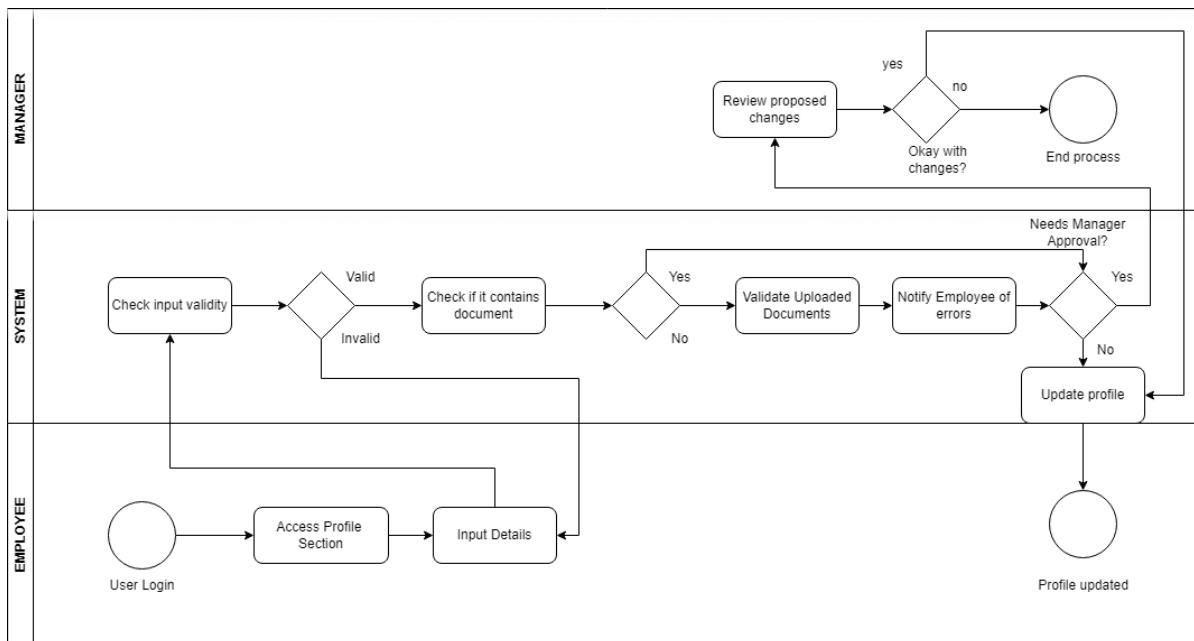 MANAGER
yes
no
Review proposed
changes
Okay with
changes?
End process
SYSTEM
Needs Manager
Approval?
Check input validity
Valid
Invalid
Check if it contains
document
Yes
No
Validate Uploaded
Documents
Notify Employee of
errors
Yes
No
Update profile
EMPLOYEE
User Login
Access Profile
Section
Input Details
Profile updated